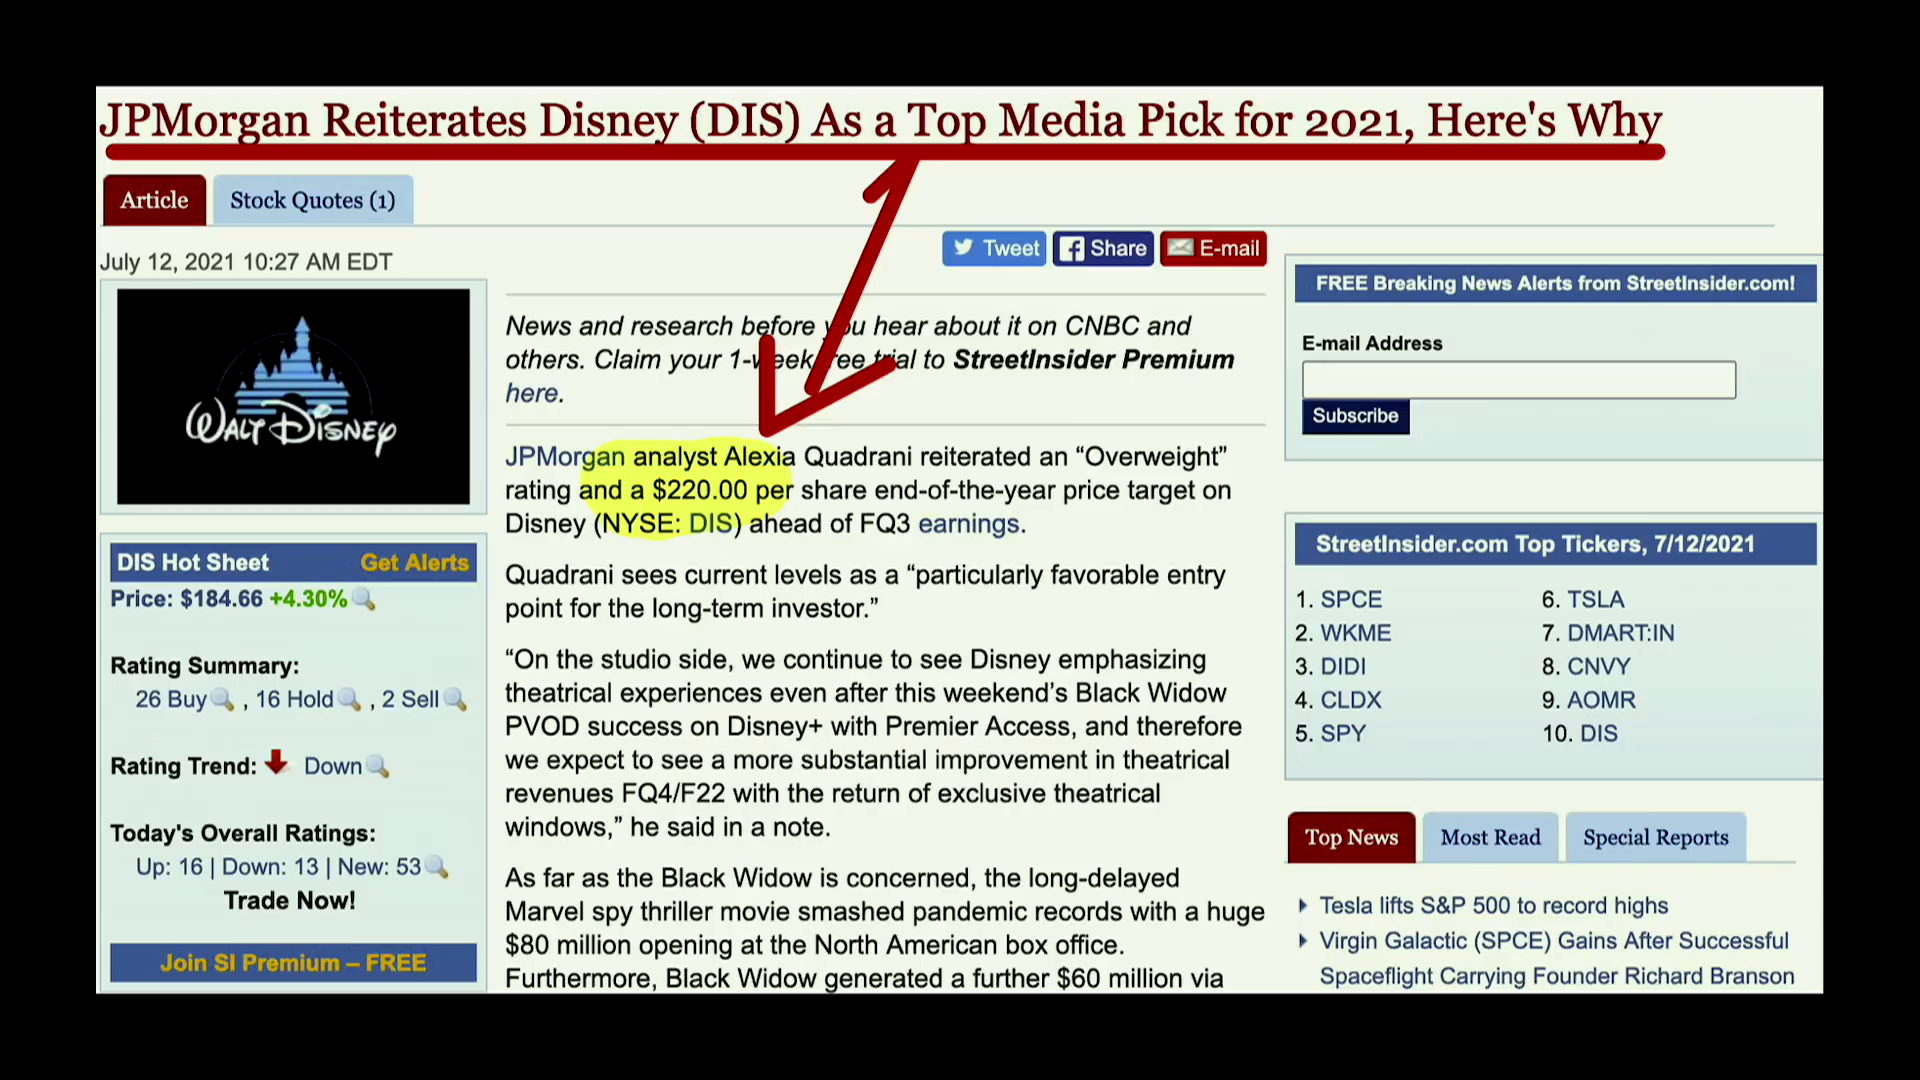 JPMorgan Reiterates Disney (DIS) As a Top Media Pick for 2021, Here's Why
Article
Stock Quotes (1)
July 12, 2021 10:27 AM EDT
Tweet
Share
E-mail
WALT DISNEY
DIS Hot Sheet
Get Alerts
Price: $184.66 +4.30%
Rating Summary:
26 Buy , 16 Hold , 2 Sell
Rating Trend: Down
Today's Overall Ratings:
Up: 16 | Down: 13 | New: 53
Trade Now!
Join SI Premium – FREE
News and research before you hear about it on CNBC and
others. Claim your 1-week free trial to StreetInsider Premium
here.
JPMorgan analyst Alexia Quadrani reiterated an “Overweight”
rating and a $220.00 per share end-of-the-year price target on
Disney (NYSE: DIS) ahead of FQ3 earnings.
Quadrani sees current levels as a “particularly favorable entry
point for the long-term investor.”
“On the studio side, we continue to see Disney emphasizing
theatrical experiences even after this weekend’s Black Widow
PVOD success on Disney+ with Premier Access, and therefore
we expect to see a more substantial improvement in theatrical
revenues FQ4/F22 with the return of exclusive theatrical
windows,” he said in a note.
As far as the Black Widow is concerned, the long-delayed
Marvel spy thriller movie smashed pandemic records with a huge
$80 million opening at the North American box office.
Furthermore, Black Widow generated a further $60 million via
FREE Breaking News Alerts from StreetInsider.com!
E-mail Address
Subscribe
StreetInsider.com Top Tickers, 7/12/2021
1. SPCE
2. WKME
3. DIDI
4. CLDX
5. SPY
6. TSLA
7. DMART:IN
8. CNVY
9. AOMR
10. DIS
Top News
Most Read
Special Reports
Tesla lifts S&P 500 to record highs
Virgin Galactic (SPCE) Gains After Successful
Spaceflight Carrying Founder Richard Branson